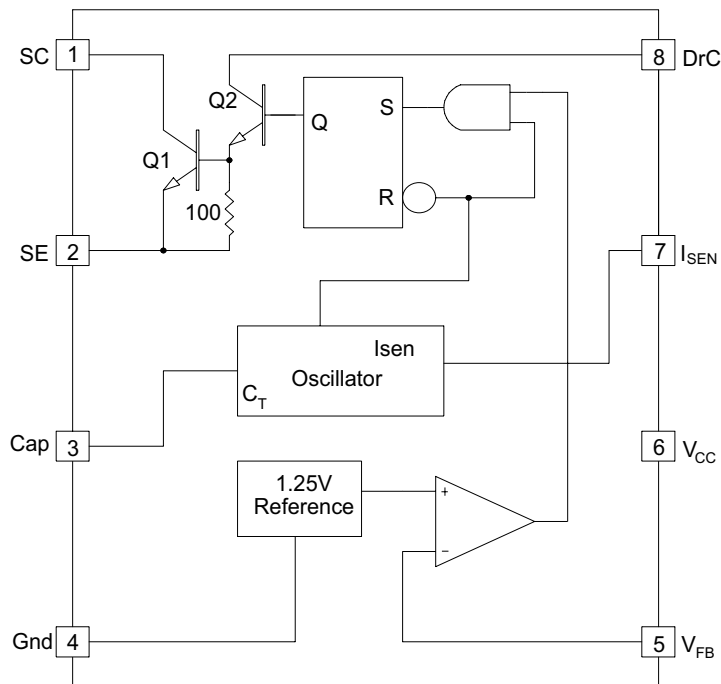 SC 1
8 DrC
Q2
Q
S
Q1
R
100
SE 2
7 I_SEN
Isen
Oscillator
C_T
Cap 3
6 V_CC
1.25V
Reference
+
−
Gnd 4
5 V_FB